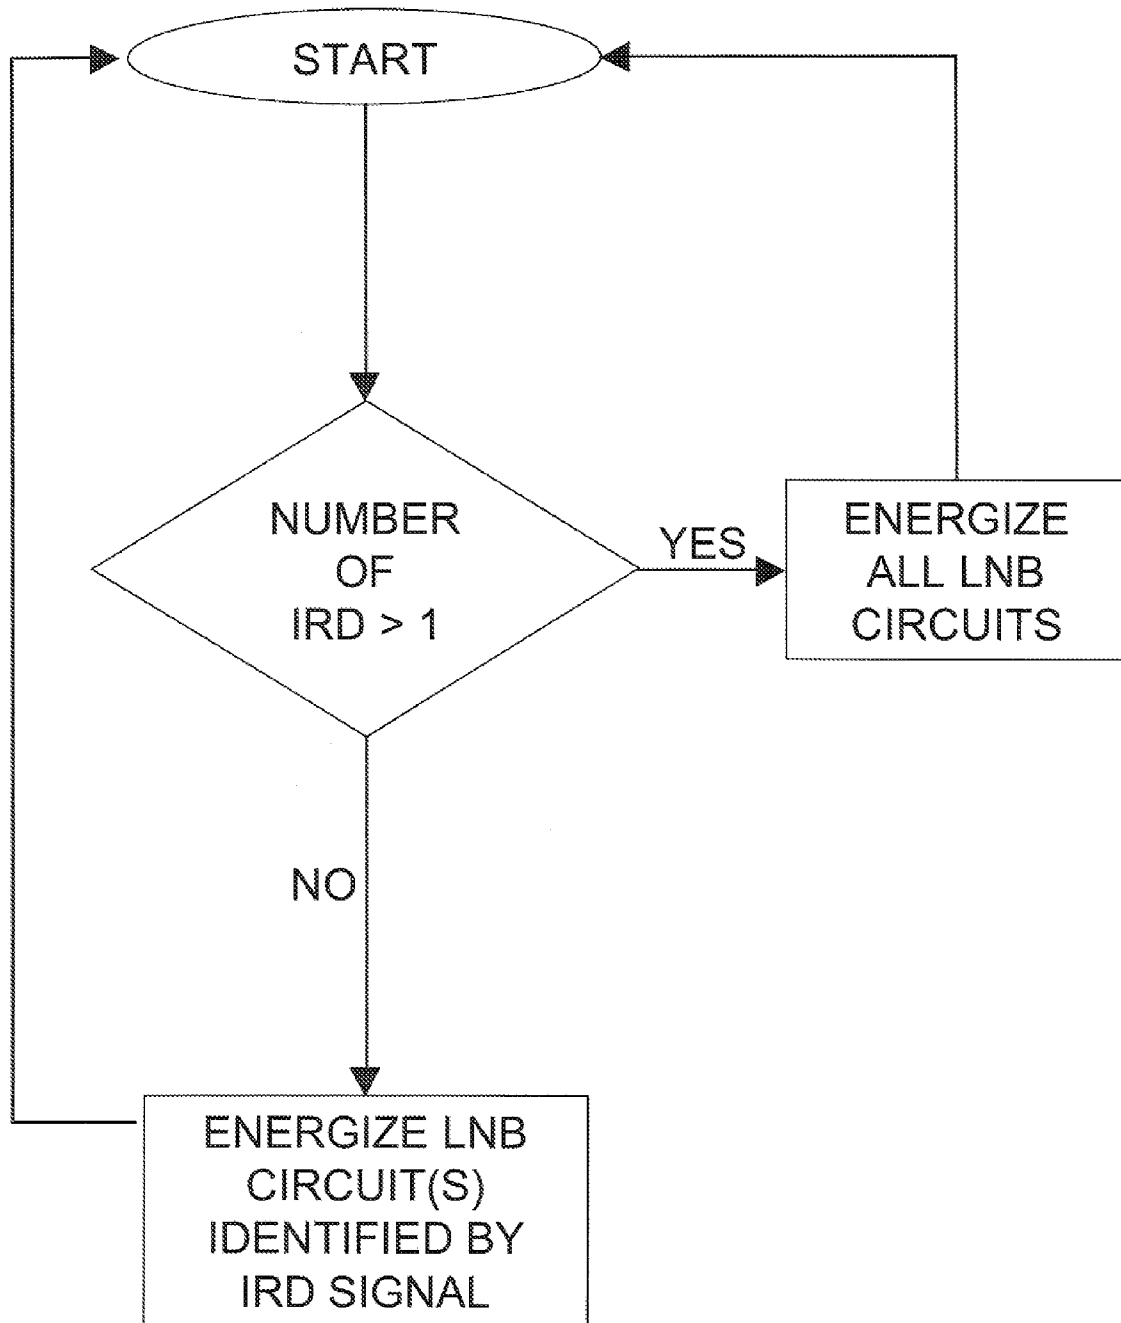 START
NUMBER
OF
IRD > 1
YES
ENERGIZE
ALL LNB
CIRCUITS
NO
ENERGIZE LNB
CIRCUIT(S)
IDENTIFIED BY
IRD SIGNAL